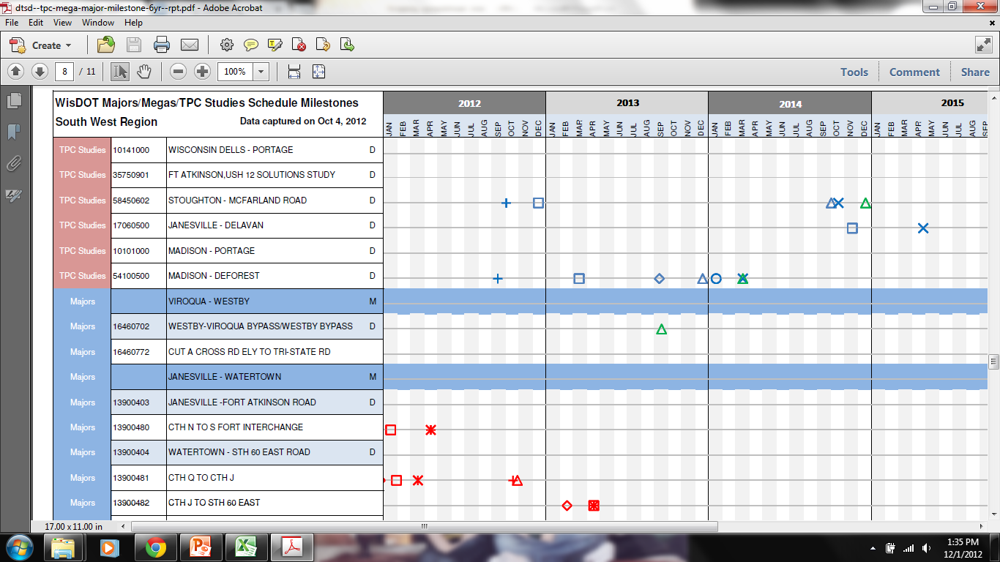 dtsd--tpc-mega-major-milestone-6yr--rpt.pdf - Adobe Acrobat
File Edit View Window Help
Create
8 / 11 100% Tools Comment Share
WisDOT Majors/Megas/TPC Studies Schedule Milestones
South West Region Data captured on Oct 4, 2012
2012 2013 2014 2015
JAN FEB MAR APR MAY JUN JUL AUG SEP OCT NOV DEC JAN FEB MAR APR MAY JUN JUL AUG SEP OCT NOV DEC JAN FEB MAR APR MAY JUN JUL AUG SEP OCT NOV DEC JAN FEB MAR APR MAY JUN JUL AUG SEP
TPC Studies 10141000 WISCONSIN DELLS - PORTAGE D
TPC Studies 35750901 FT ATKINSON,USH 12 SOLUTIONS STUDY D
TPC Studies 58450602 STOUGHTON - MCFARLAND ROAD D
TPC Studies 17060500 JANESVILLE - DELAVAN D
TPC Studies 10101000 MADISON - PORTAGE D
TPC Studies 54100500 MADISON - DEFOREST D
Majors VIROQUA - WESTBY M
Majors 16460702 WESTBY-VIROQUA BYPASS/WESTBY BYPASS D
Majors 16460772 CUT A CROSS RD ELY TO TRI-STATE RD
Majors JANESVILLE - WATERTOWN M
Majors 13900403 JANESVILLE -FORT ATKINSON ROAD D
Majors 13900480 CTH N TO S FORT INTERCHANGE
Majors 13900404 WATERTOWN - STH 60 EAST ROAD D
Majors 13900481 CTH Q TO CTH J
Majors 13900482 CTH J TO STH 60 EAST
17.00 x 11.00 in
1:35 PM
12/1/2012